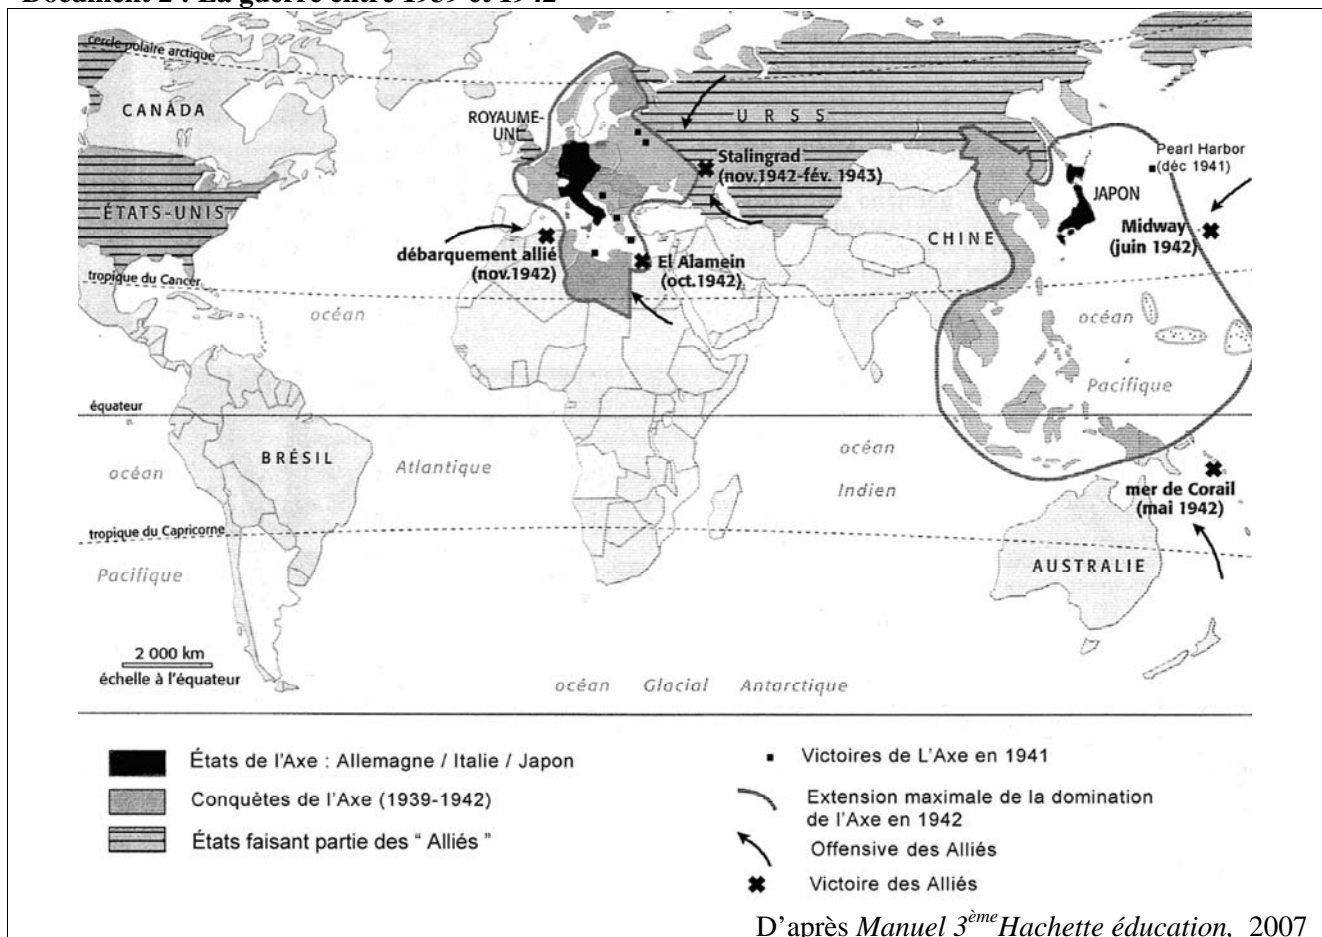 Document 2 : La guerre entre 1939 et 1942
cercle polaire arctique
CANADA
ROYAUME-
UNI
U R S S
Stalingrad
(nov.1942-fév. 1943)
Pearl Harbor
(déc 1941)
ÉTATS-UNIS
JAPON
CHINE
Midway
(juin 1942)
débarquement allié
(nov.1942)
El Alamein
(oct.1942)
tropique du Cancer
océan
océan
Pacifique
équateur
BRÉSIL
océan
Atlantique
océan
Indien
mer de Corail
(mai 1942)
tropique du Capricorne
Pacifique
AUSTRALIE
2 000 km
échelle à l'équateur
océan Glacial Antarctique
États de l'Axe : Allemagne / Italie / Japon
Conquêtes de l'Axe (1939-1942)
États faisant partie des “ Alliés ”
Victoires de L'Axe en 1941
Extension maximale de la domination
de l'Axe en 1942
Offensive des Alliés
Victoire des Alliés
D'après Manuel 3ème Hachette éducation, 2007